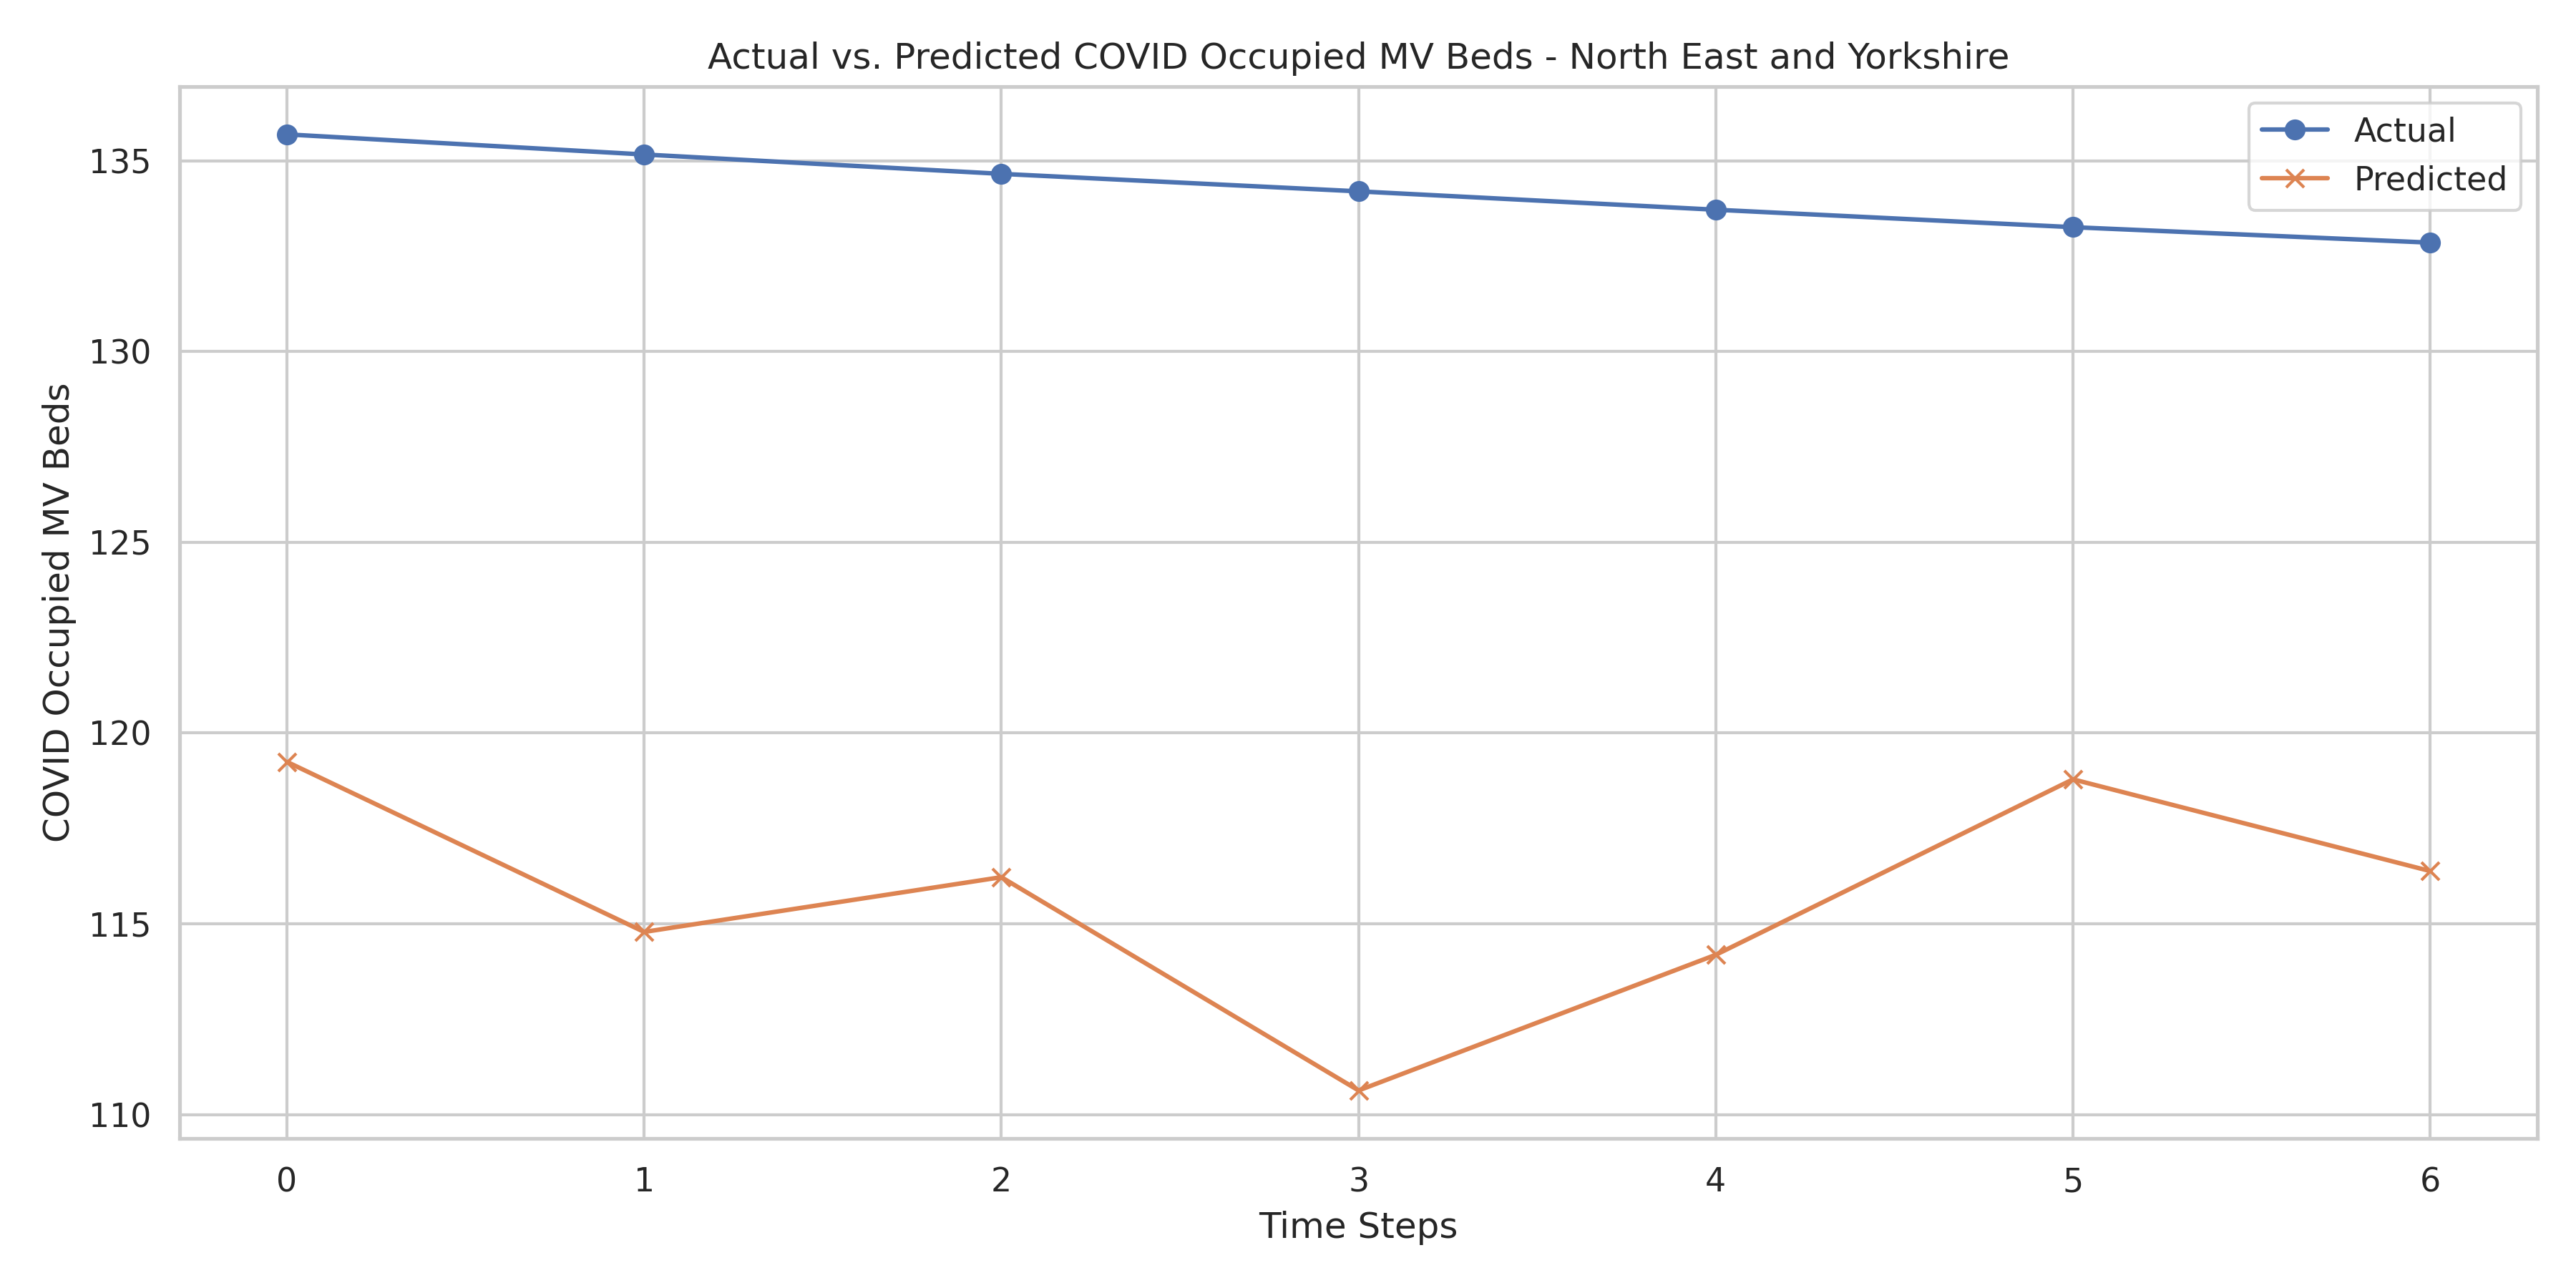 Actual vs. Predicted COVID Occupied MV Beds - North East and Yorkshire
Actual
Predicted
COVID Occupied MV Beds
135
130
125
120
115
110
0 1 2 3 4 5 6
Time Steps